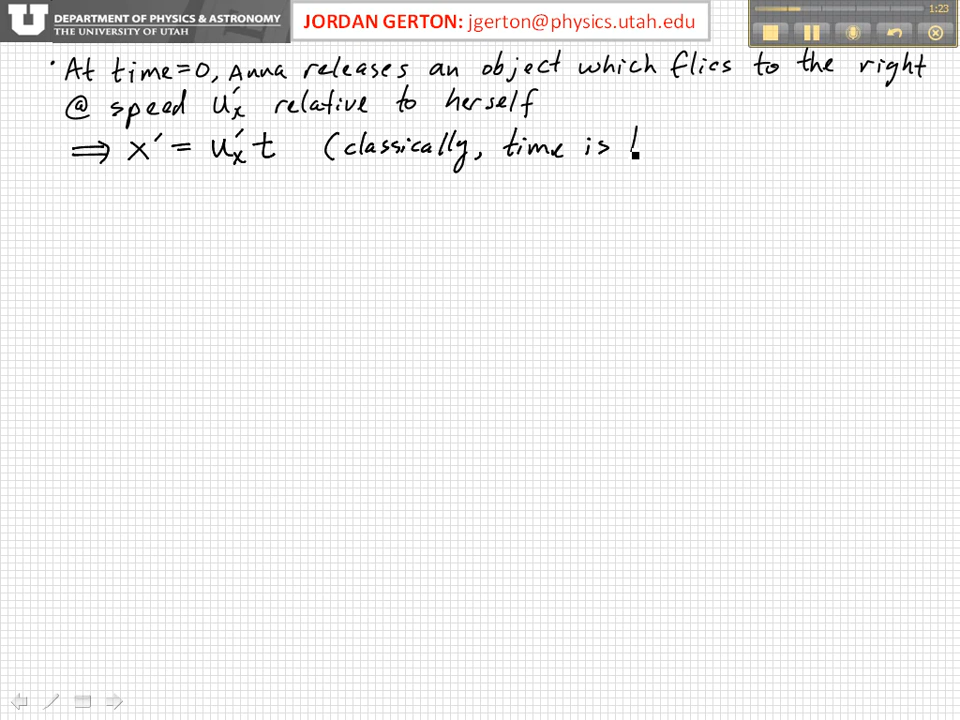 U DEPARTMENT OF PHYSICS & ASTRONOMY
THE UNIVERSITY OF UTAH
JORDAN GERTON: jgerton@physics.utah.edu
1:23
· At time=0, Anna releases an object which flies to the right
@ speed u′ₓ relative to herself
⟹ x′ = u′ₓ t (classically, time is